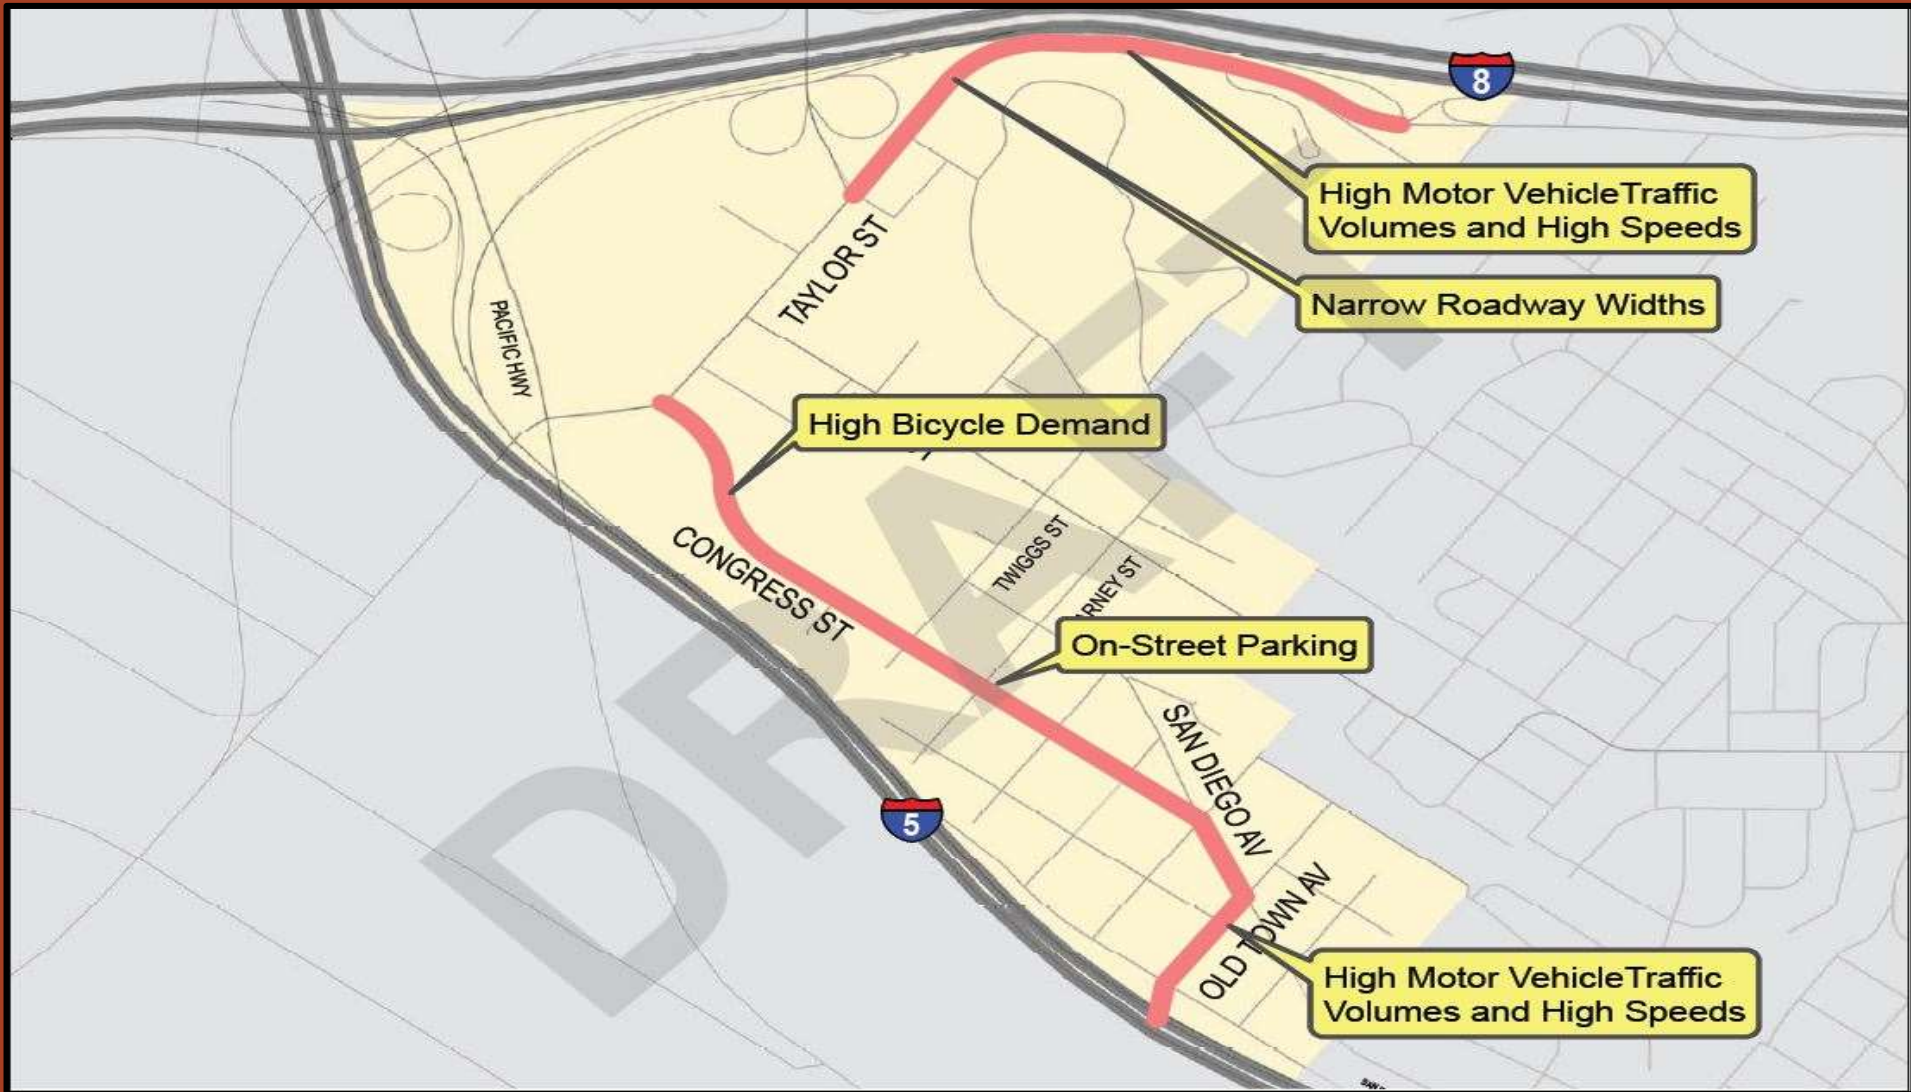 8
High Motor VehicleTraffic
Volumes and High Speeds
TAYLOR ST
Narrow Roadway Widths
PACIFIC HWY
High Bicycle Demand
TWIGGS ST
CONGRESS ST
ARNEY ST
On-Street Parking
SAN DIEGO AV
5
OLD TOWN AV
High Motor VehicleTraffic
Volumes and High Speeds
DRAFT